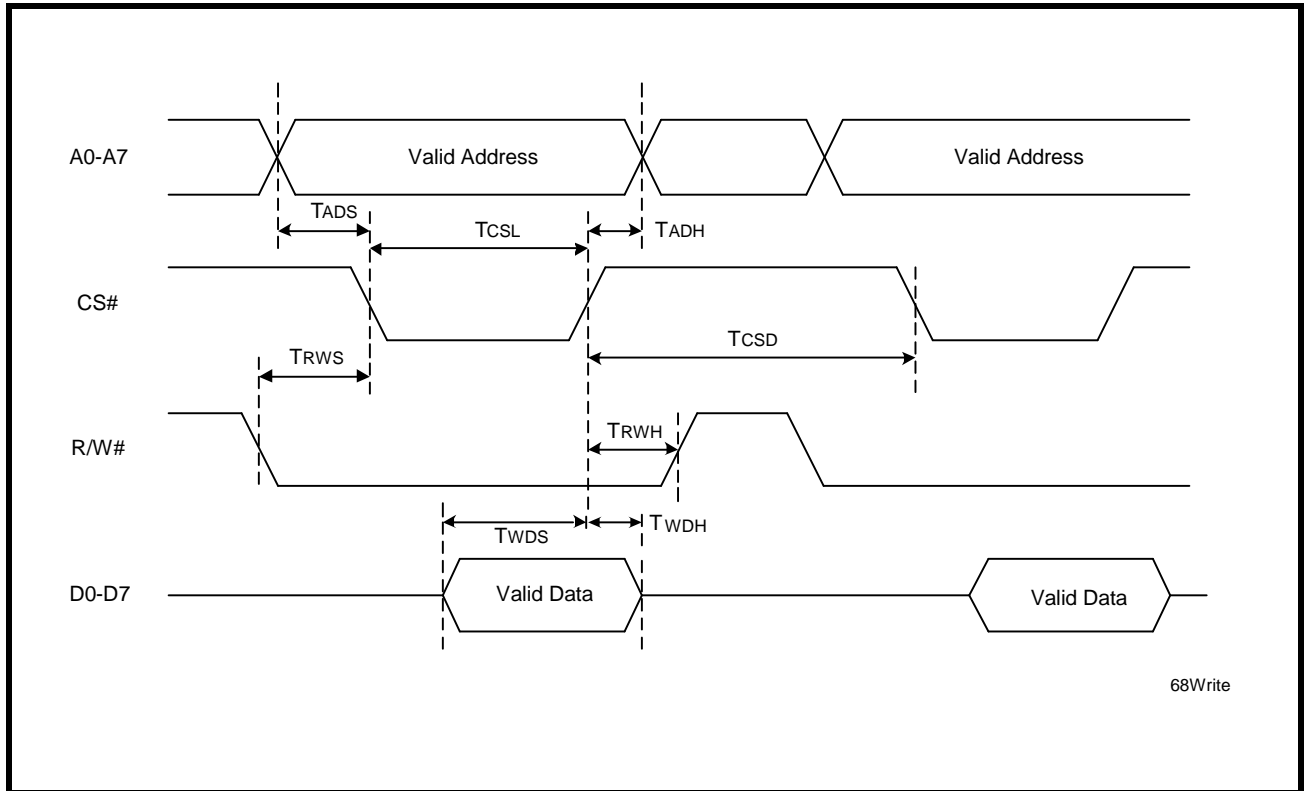 A0-A7
Valid Address
Valid Address
TADS
TCSL
TADH
CS#
TRWS
TCSD
R/W#
TRWH
TWDS
TWDH
D0-D7
Valid Data
Valid Data
68Write